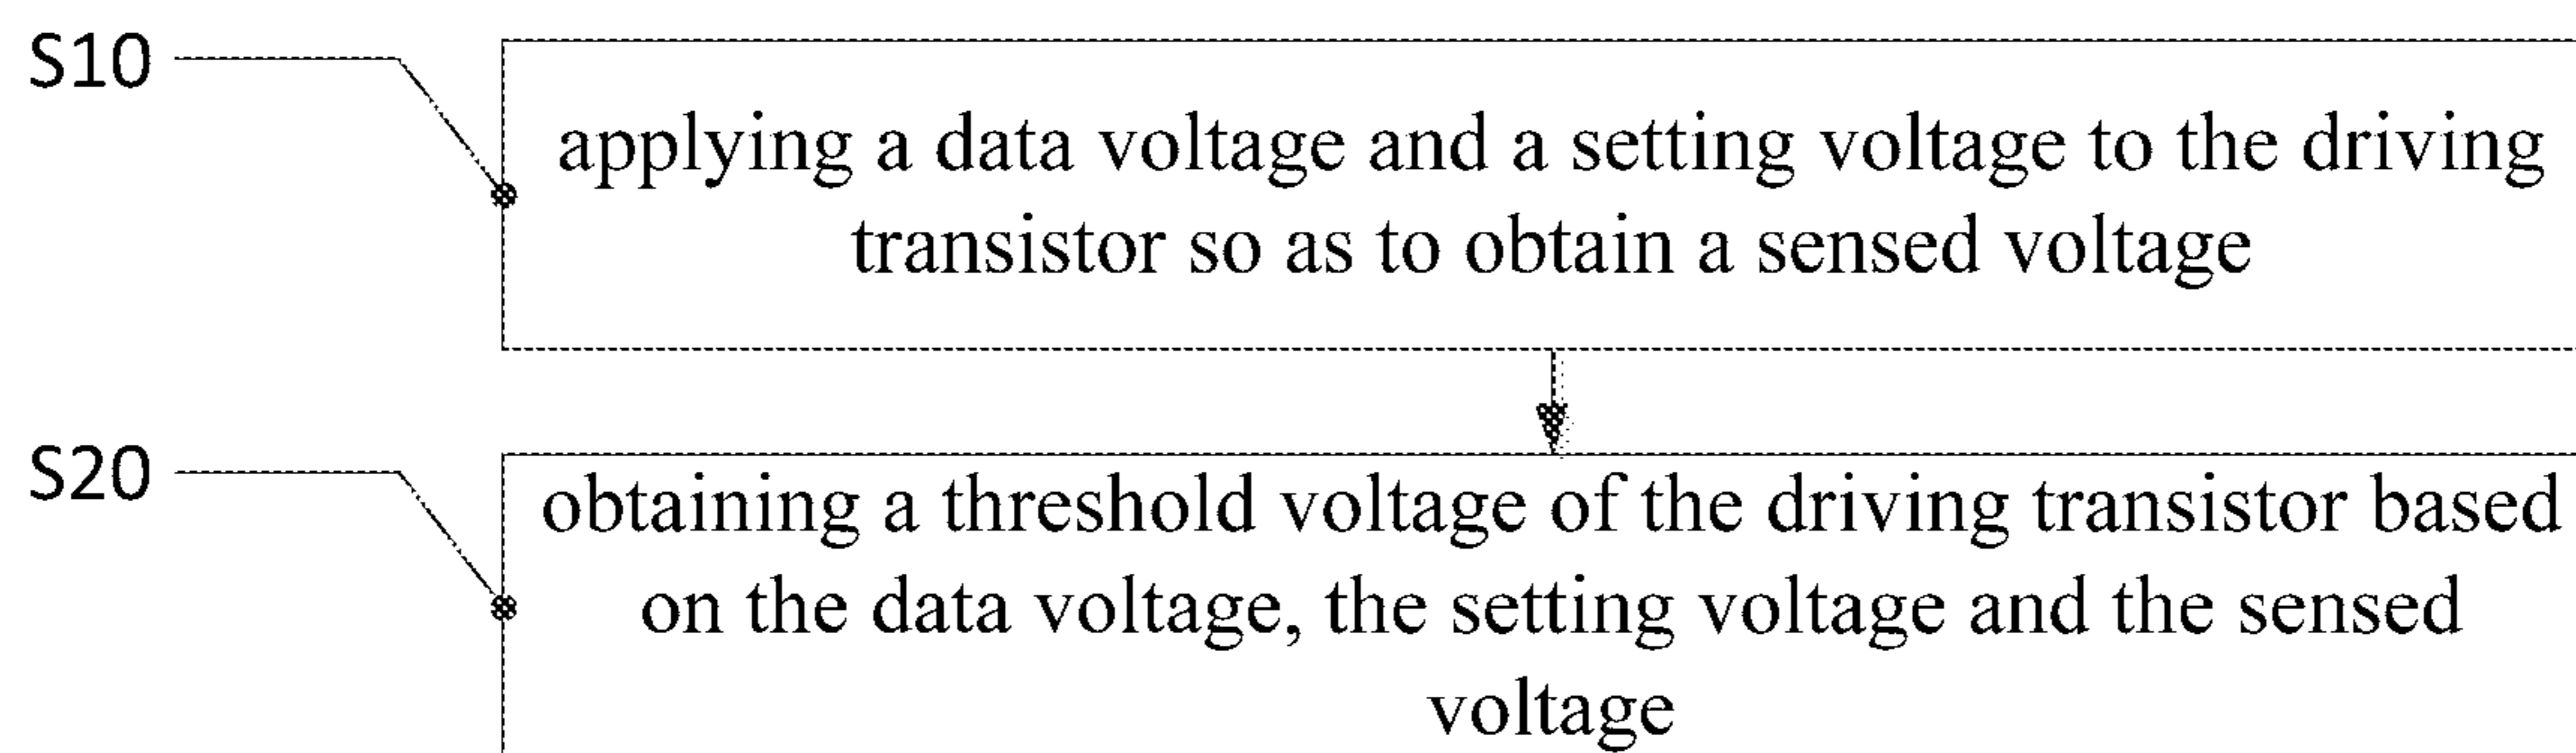 S10
applying a data voltage and a setting voltage to the driving
transistor so as to obtain a sensed voltage
S20
obtaining a threshold voltage of the driving transistor based
on the data voltage, the setting voltage and the sensed
voltage